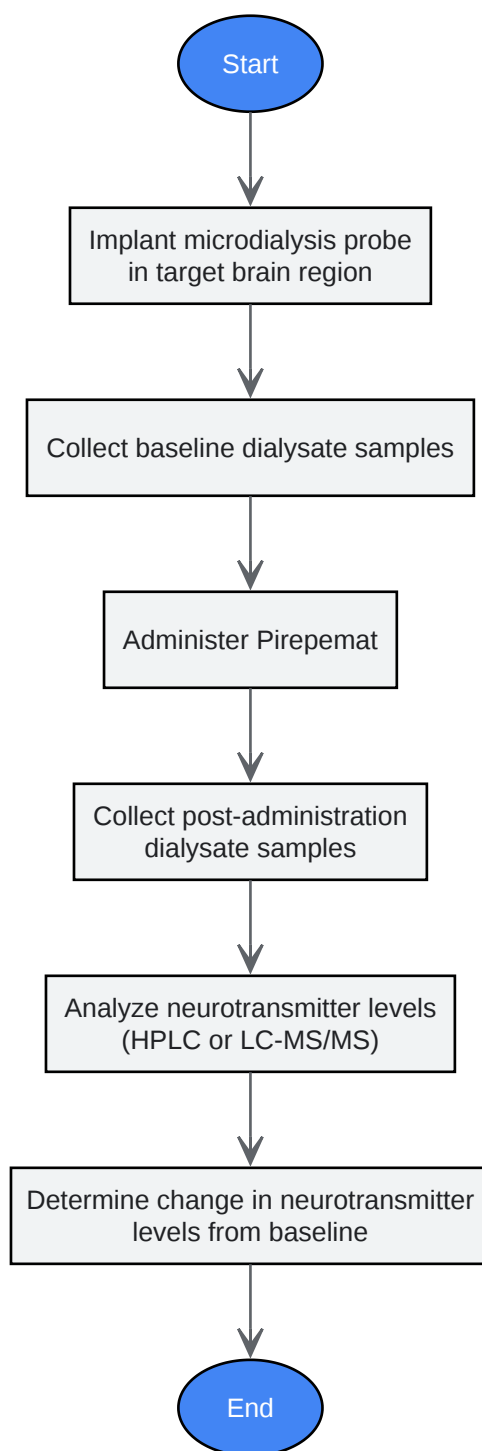 Start
Implant microdialysis probe
in target brain region
Collect baseline dialysate samples
Administer Pirepemat
Collect post-administration
dialysate samples
Analyze neurotransmitter levels
(HPLC or LC-MS/MS)
Determine change in neurotransmitter
levels from baseline
End